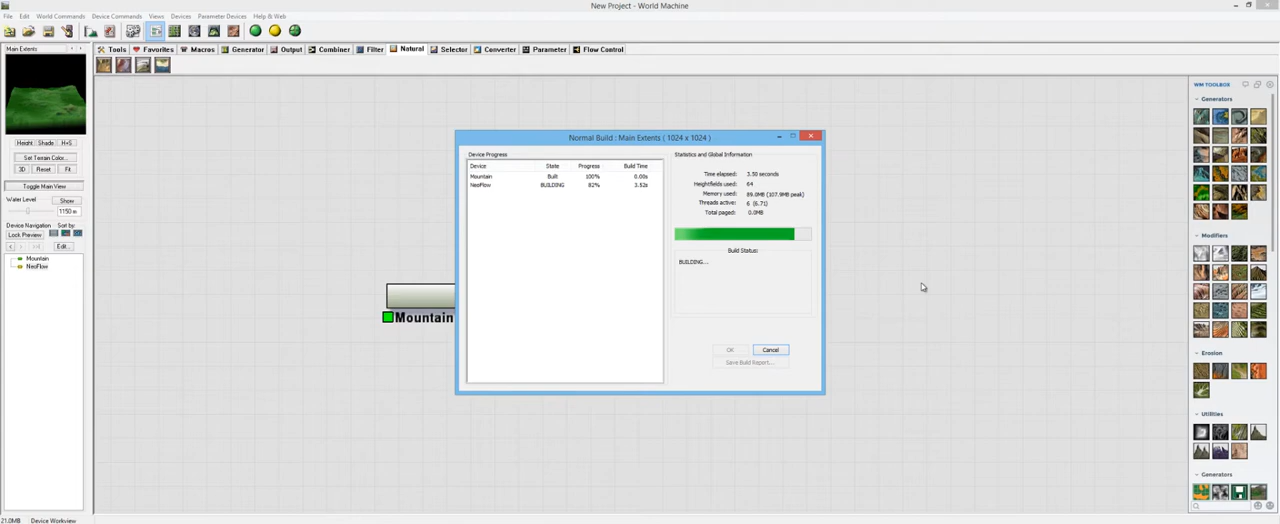 New Project - World Machine
File Edit World Commands Device Commands Views Devices Parameter Devices Help & Web
Main Extents
Tools Favorites Macros Generator Output Combiner Filter Natural Selector Converter Parameter Flow Control
Height Shade H+S
Set Terrain Color...
3D Reset Fit
Toggle Main View
Water Level Show
1150 m
Device Navigation Sort by:
Lock Preview
Edit...
Mountain
NeoFlow
Mountain
Normal Build : Main Extents ( 1024 x 1024 )
Device Progress
Device State Progress Build Time
Mountain Built 100% 0.00s
NeoFlow BUILDING 82% 3.52s
Statistics and Global Information
Time elapsed: 3.50 seconds
Heightfields used: 64
Memory used: 89.0MB (107.9MB peak)
Threads active: 6 (6.71)
Total paged: 0.0MB
Build Status:
BUILDING...
OK Cancel
Save Build Report...
WM TOOLBOX
Generators
Modifiers
Erosion
Utilities
Generators
21.0MB Device Workview